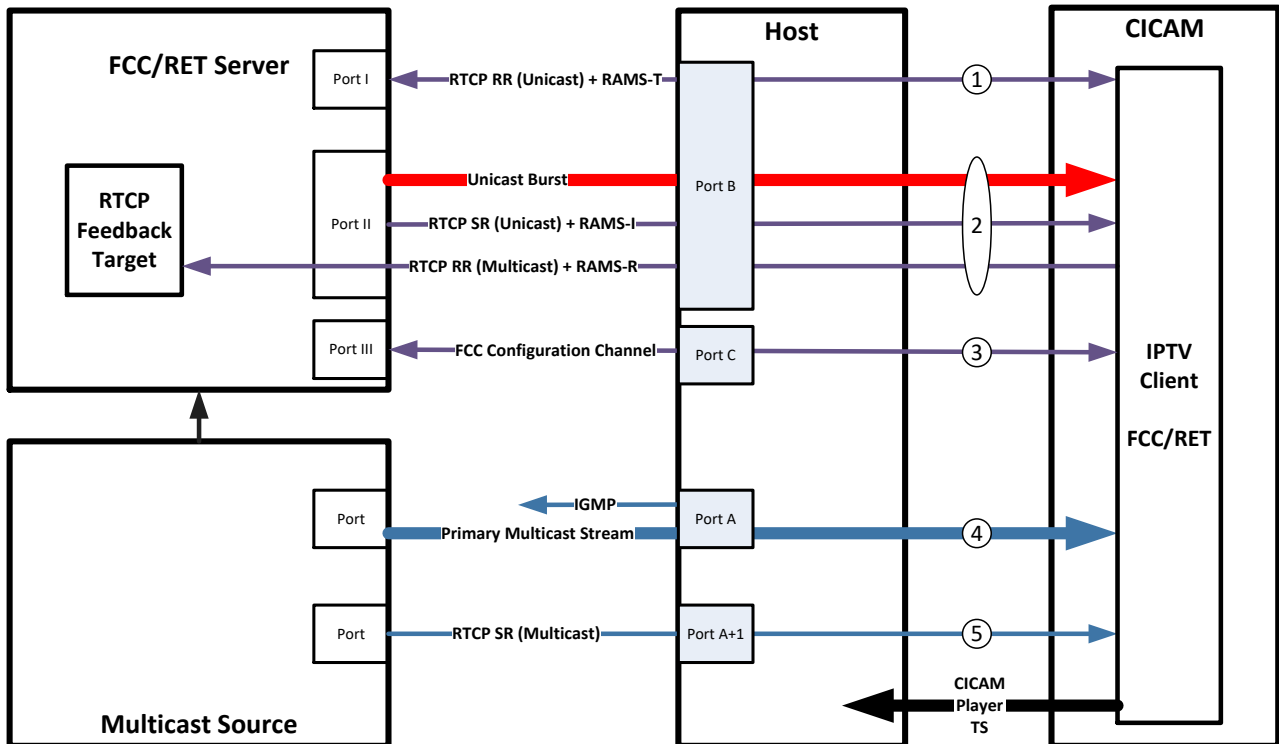 Host
CICAM
FCC/RET Server
Port I
RTCP RR (Unicast) + RAMS-T
1
Unicast Burst
Port B
RTCP
Feedback
Target
Port II
RTCP SR (Unicast) + RAMS-I
2
RTCP RR (Multicast) + RAMS-R
Port III
FCC Configuration Channel
Port C
3
IPTV
Client
FCC/RET
IGMP
Port
Port A
Primary Multicast Stream
4
Port
RTCP SR (Multicast)
Port A+1
5
CICAM
Player
TS
Multicast Source